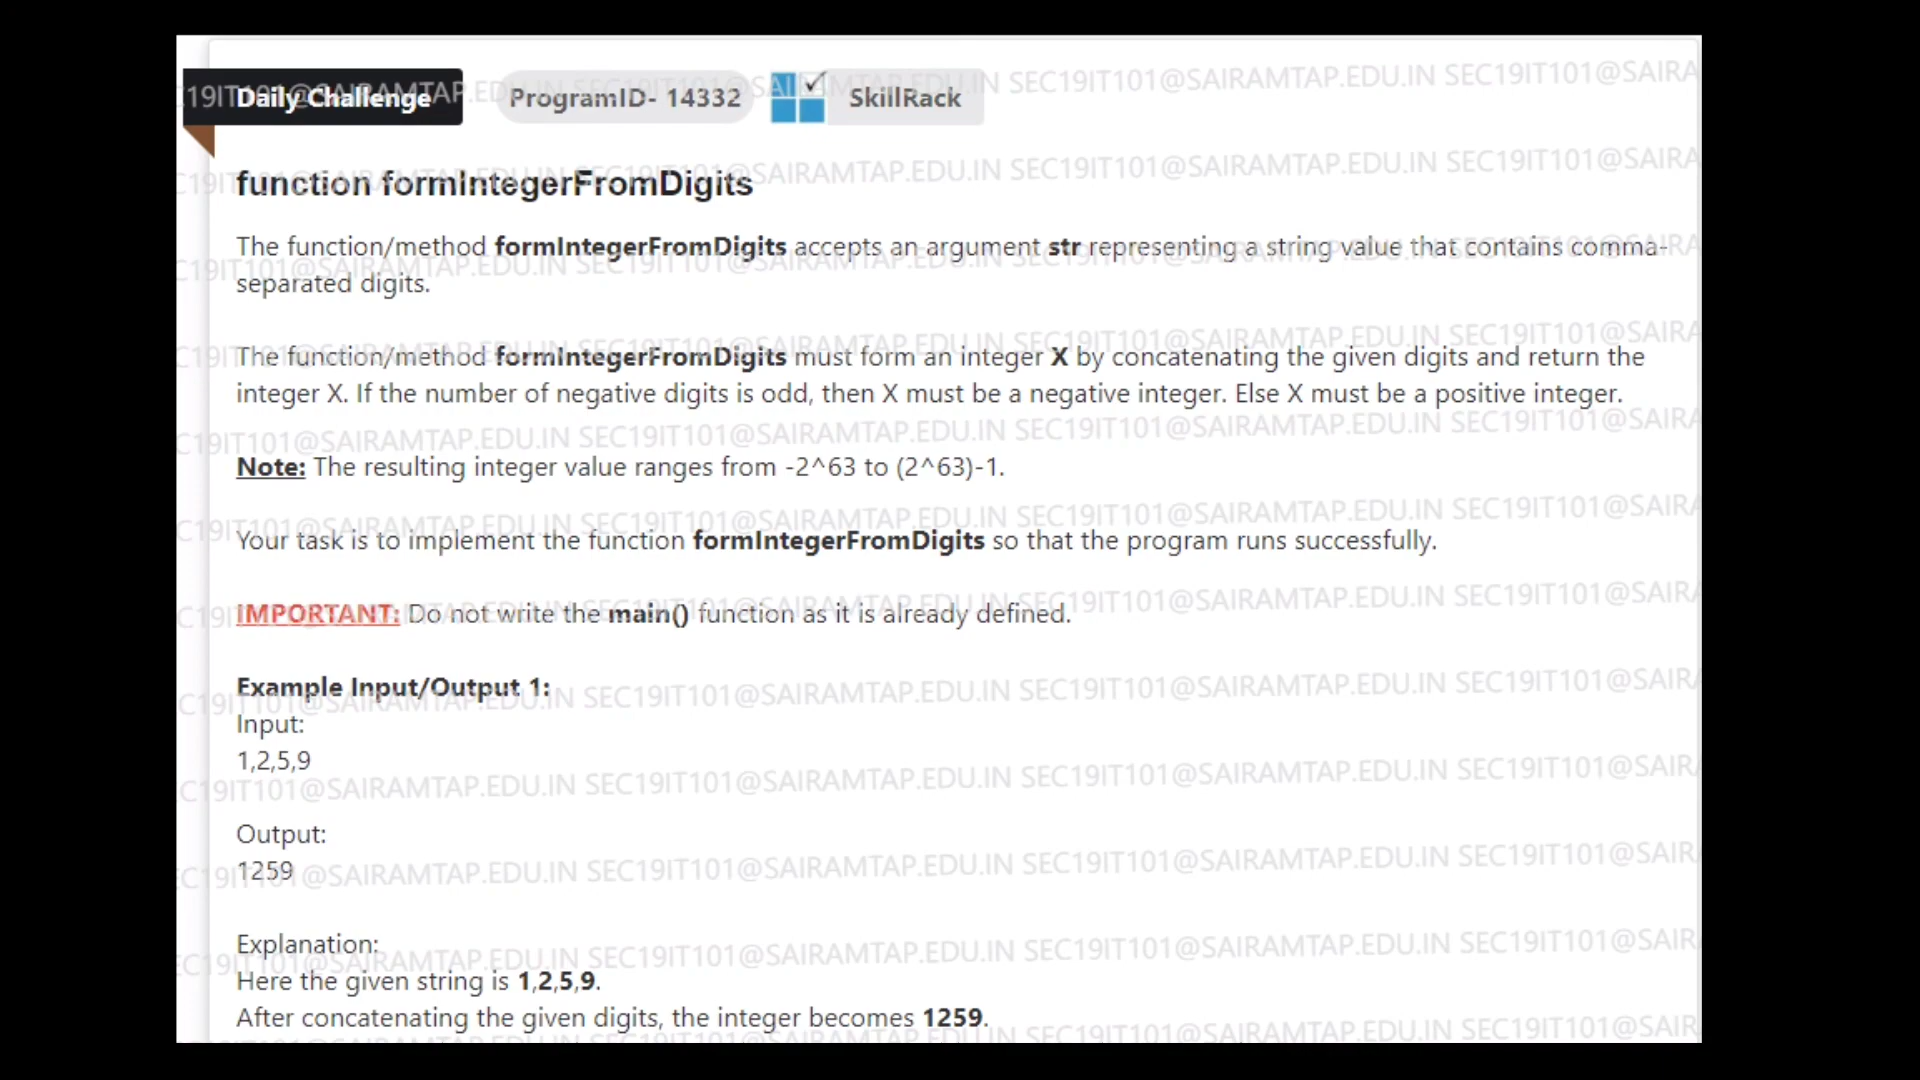 Daily Challenge
ProgramID- 14332
SkillRack
function formIntegerFromDigits
The function/method formIntegerFromDigits accepts an argument str representing a string value that contains comma-
separated digits.
The function/method formIntegerFromDigits must form an integer X by concatenating the given digits and return the
integer X. If the number of negative digits is odd, then X must be a negative integer. Else X must be a positive integer.
Note: The resulting integer value ranges from -2^63 to (2^63)-1.
Your task is to implement the function formIntegerFromDigits so that the program runs successfully.
IMPORTANT: Do not write the main() function as it is already defined.
Example Input/Output 1:
Input:
1,2,5,9
Output:
1259
Explanation:
Here the given string is 1,2,5,9.
After concatenating the given digits, the integer becomes 1259.
SEC19IT101@SAIRAMTAP.EDU.IN